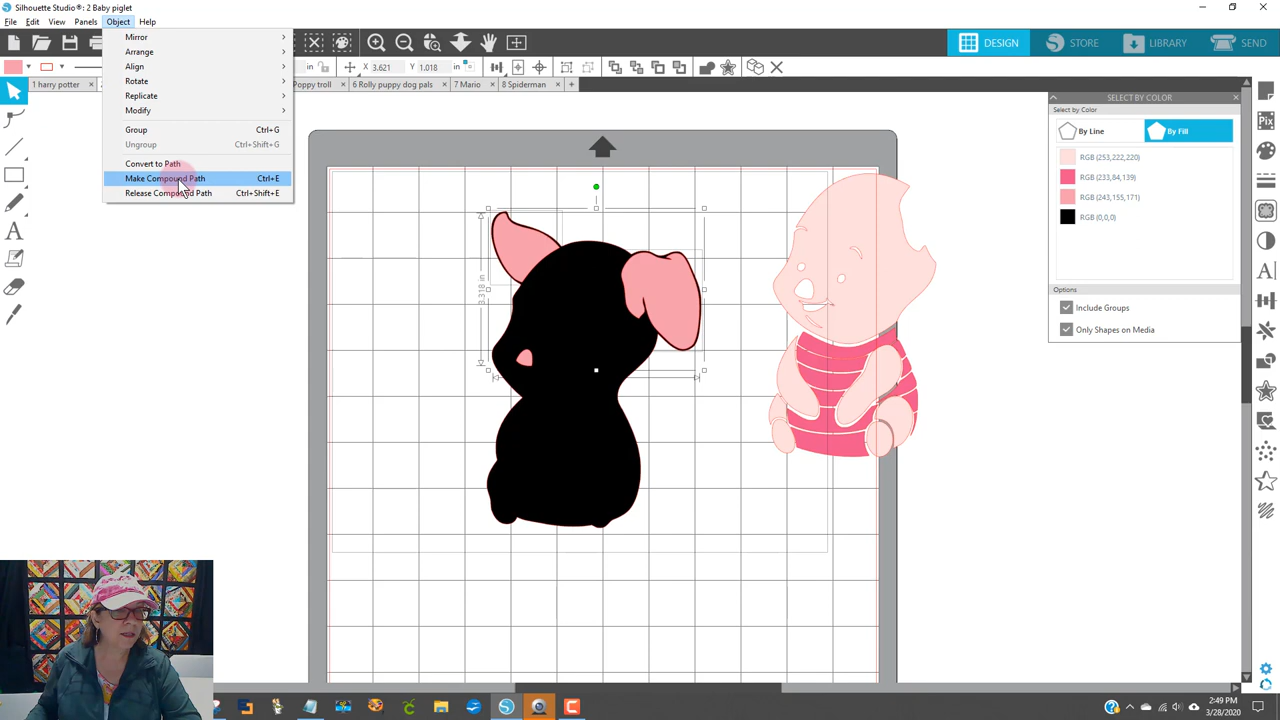 Silhouette Studio®: 2 Baby piglet
File Edit View Panels Object Help
DESIGN STORE LIBRARY SEND
X 3.621 Y 1.018
1 harry potter
Poppy troll
6 Rolly puppy dog pals
7 Mario
8 Spiderman
Mirror
Arrange
Align
Rotate
Replicate
Modify
Group Ctrl+G
Ungroup Ctrl+Shift+G
Convert to Path
Make Compound Path Ctrl+E
Release Compound Path Ctrl+Shift+E
3.318 in
SELECT BY COLOR
Select by Color
By Line By Fill
RGB (253,222,220)
RGB (233,84,139)
RGB (243,155,171)
RGB (0,0,0)
Options
Include Groups
Only Shapes on Media
2:49 PM
3/28/2020